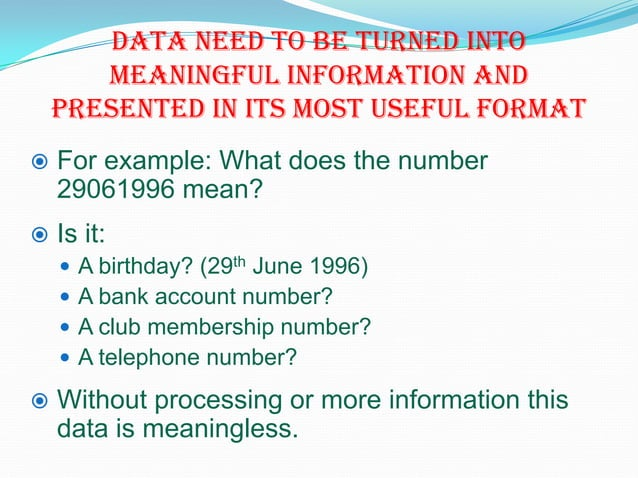 DATA NEED TO BE TURNED INTO
MEANINGFUL INFORMATION AND
PRESENTED IN ITS MOST USEFUL FORMAT
For example: What does the number
29061996 mean?
Is it:
A birthday? (29th June 1996)
A bank account number?
A club membership number?
A telephone number?
Without processing or more information this
data is meaningless.